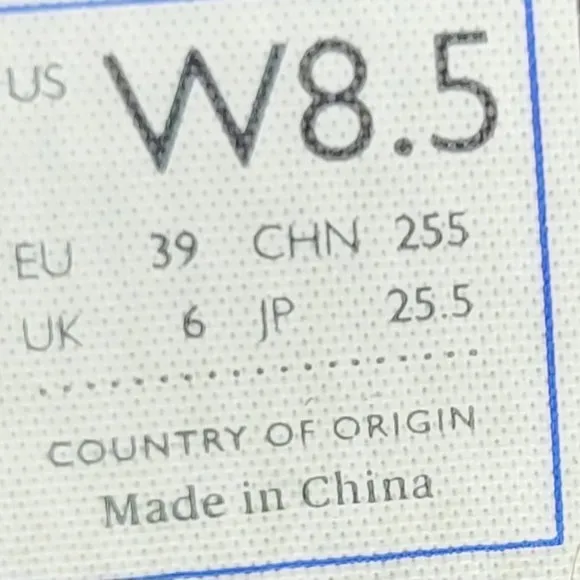 US W8.5
EU 39 CHN 255
UK 6 JP 25.5
COUNTRY OF ORIGIN
Made in China